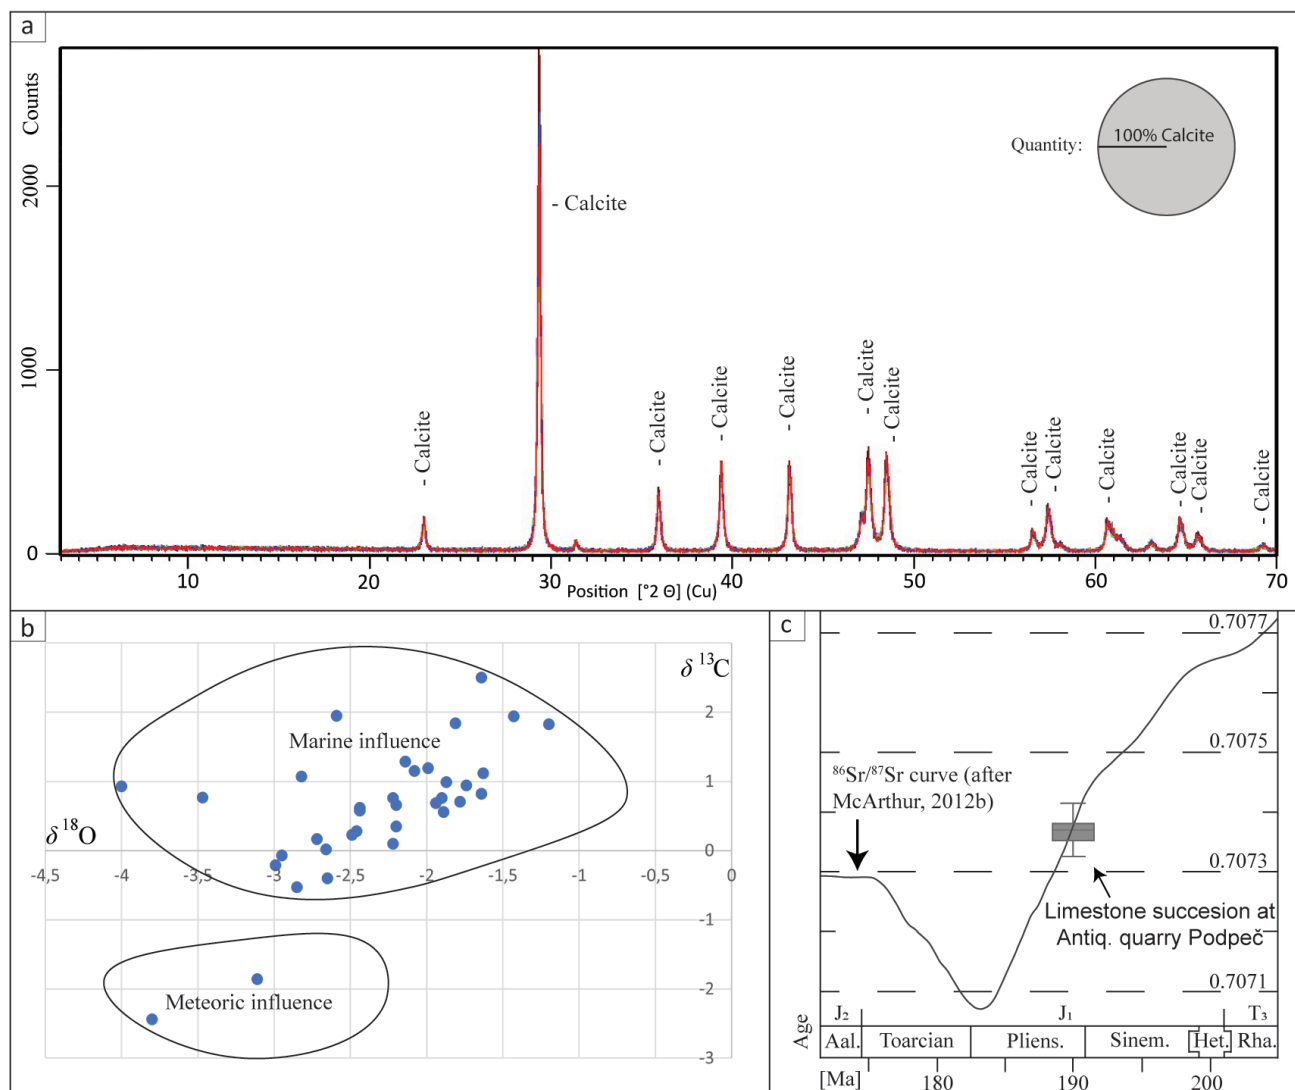 a
Counts
2000
1000
0
- Calcite
- Calcite
- Calcite
- Calcite
- Calcite
- Calcite
- Calcite
- Calcite
- Calcite
- Calcite
- Calcite
- Calcite
- Calcite
Quantity:
100% Calcite
10
20
30
40
50
60
70
Position [°2 Θ] (Cu)
b
δ ¹³C
2
1
0
-1
-2
-3
Marine influence
δ ¹⁸O
-4,5
-4
-3,5
-3
-2,5
-2
-1,5
-1
-0,5
0
Meteoric influence
c
0.7077
0.7075
0.7073
0.7071
⁸⁶Sr/⁸⁷Sr curve (after
McArthur, 2012b)
Limestone succesion at
Antiq. quarry Podpeč
Age
J₂
J₁
T₃
Aal.
Toarcian
Pliens.
Sinem.
Het.
Rha.
[Ma]
180
190
200